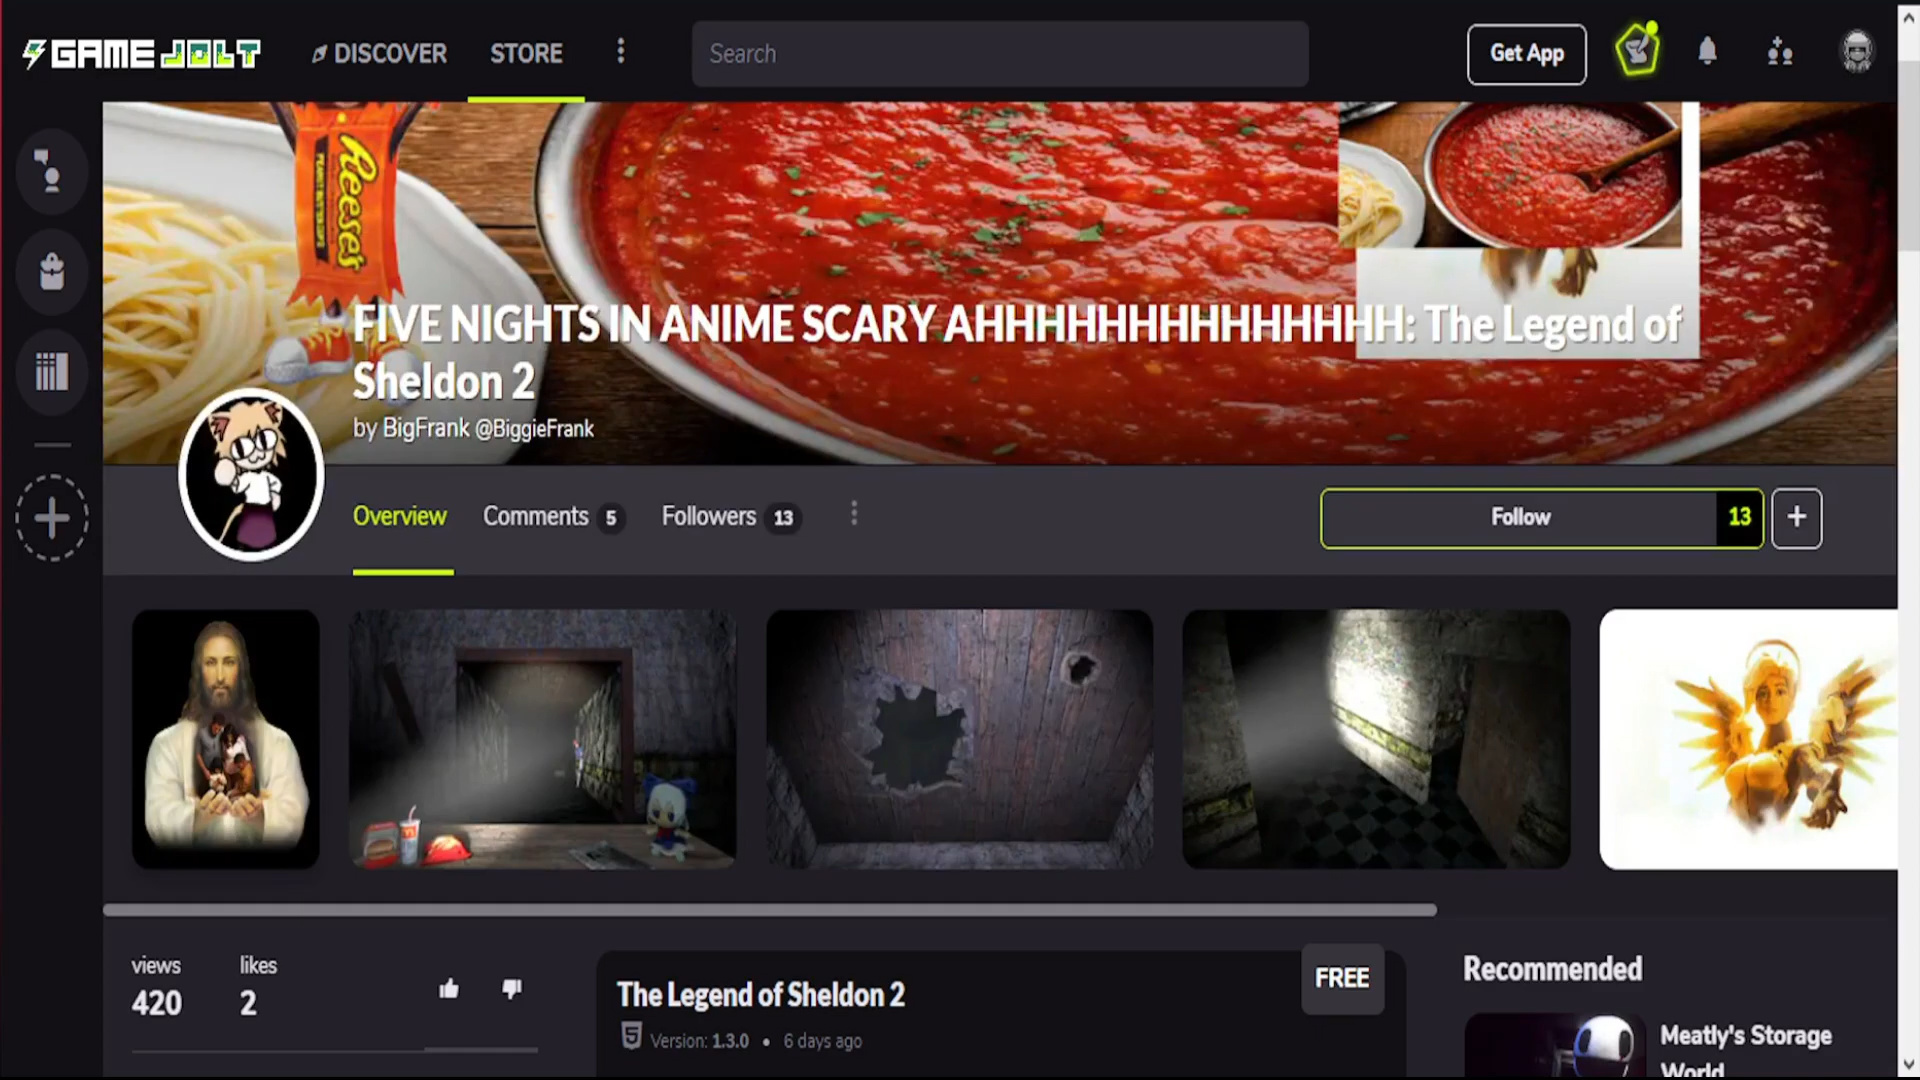 GAME JOLT
DISCOVER
STORE
Search
Get App
Reese's
FIVE NIGHTS IN ANIME SCARY AHHHHHHHHHHHHHHH: The Legend of
Sheldon 2
by BigFrank @BiggieFrank
Overview
Comments 5
Followers 13
Follow 13
views
420
likes
2
The Legend of Sheldon 2
FREE
Version: 1.3.0 • 6 days ago
Recommended
Meatly's Storage
World